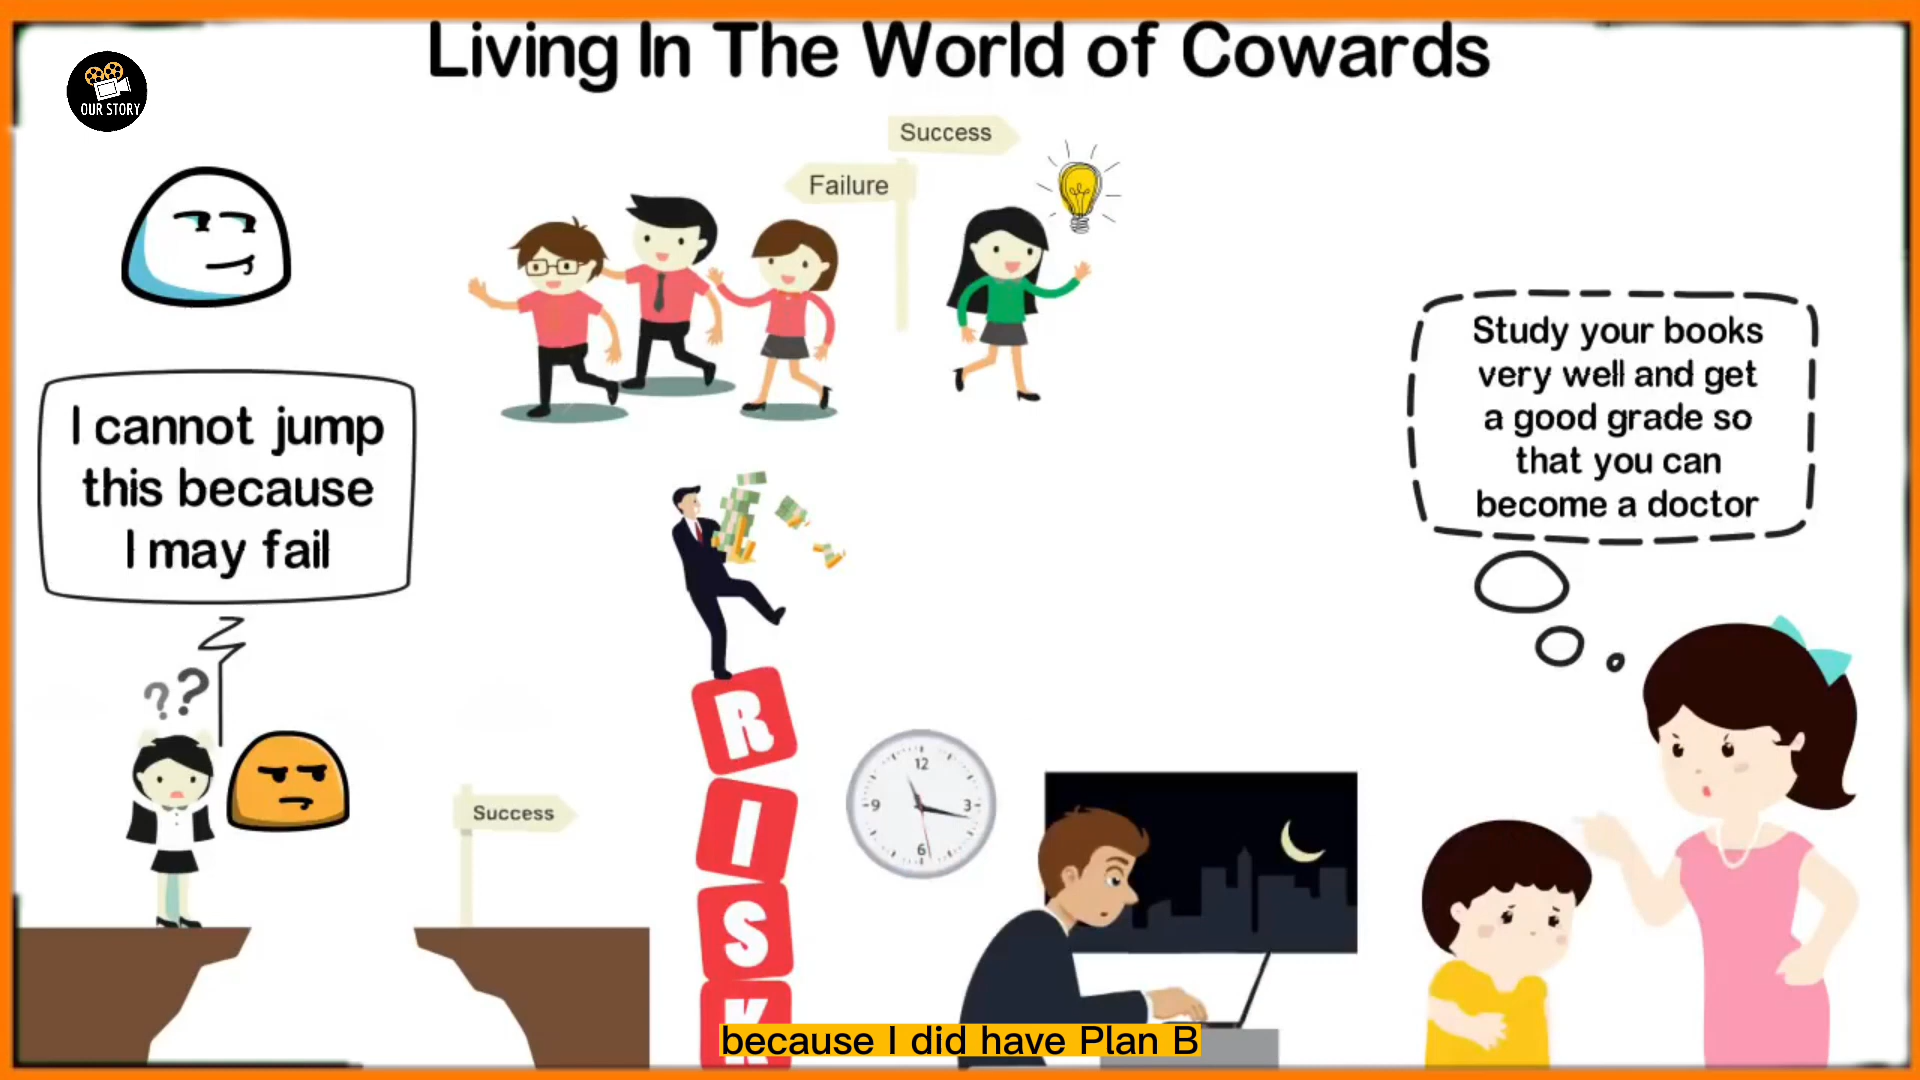 Living In The World of Cowards
OUR STORY
Success
Failure
I cannot jump
this because
I may fail
Study your books
very well and get
a good grade so
that you can
become a doctor
??
R
I
S
K
Success
12
3
6
9
because I did have Plan B